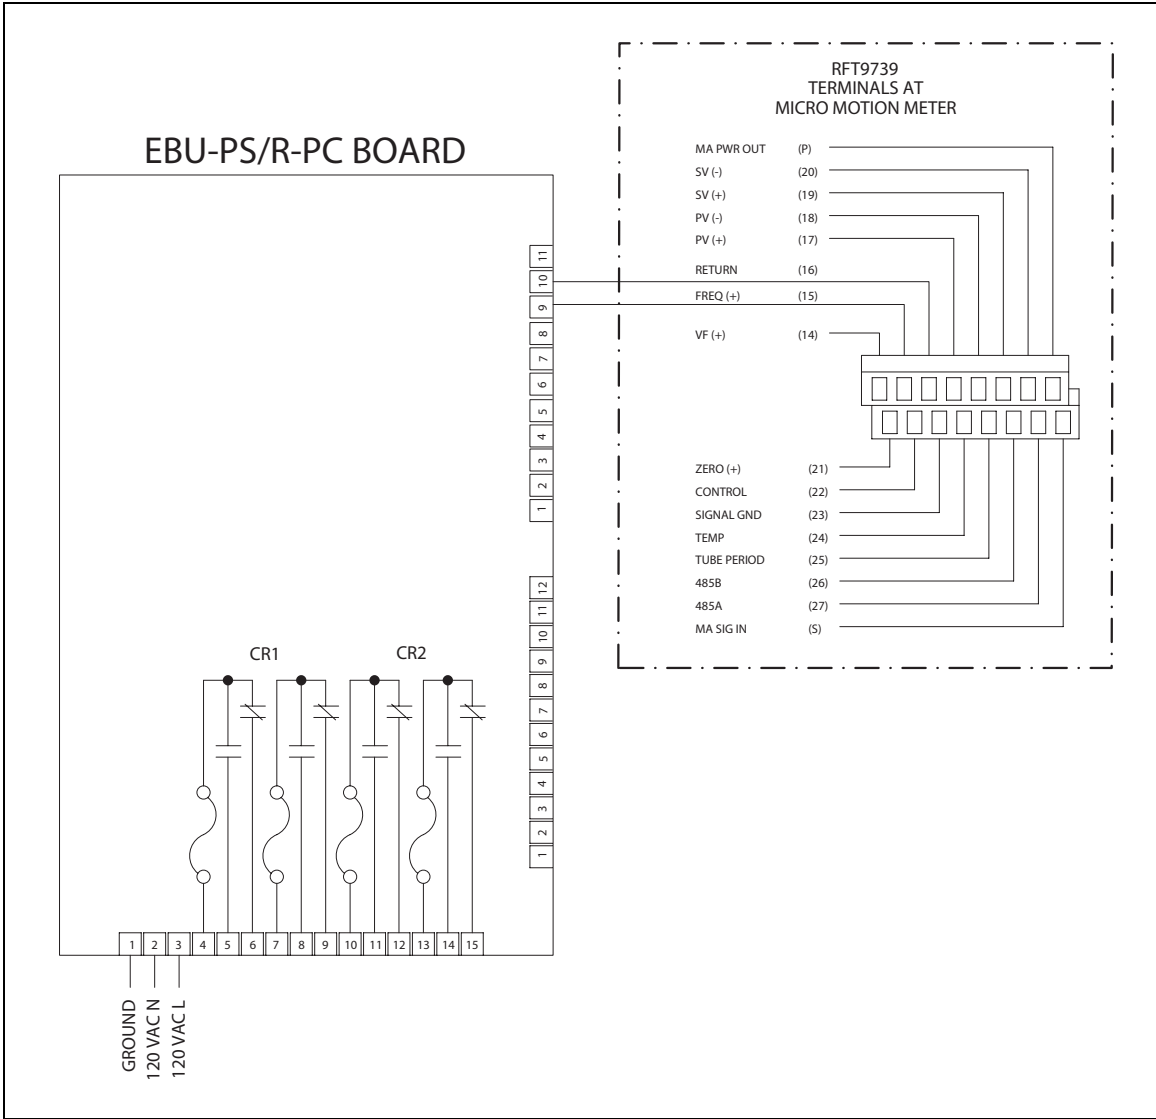 RFT9739
TERMINALS AT
MICRO MOTION METER
EBU-PS/R-PC BOARD
MA PWR OUT (P)
SV (-) (20)
SV (+) (19)
PV (-) (18)
PV (+) (17)
RETURN (16)
FREQ (+) (15)
VF (+) (14)
11
10
9
8
7
6
5
4
3
2
1
ZERO (+) (21)
CONTROL (22)
SIGNAL GND (23)
TEMP (24)
TUBE PERIOD (25)
485B (26)
485A (27)
MA SIG IN (S)
12
11
10
9
8
7
6
5
4
3
2
1
CR1 CR2
1 2 3 4 5 6 7 8 9 10 11 12 13 14 15
GROUND
120 VAC N
120 VAC L